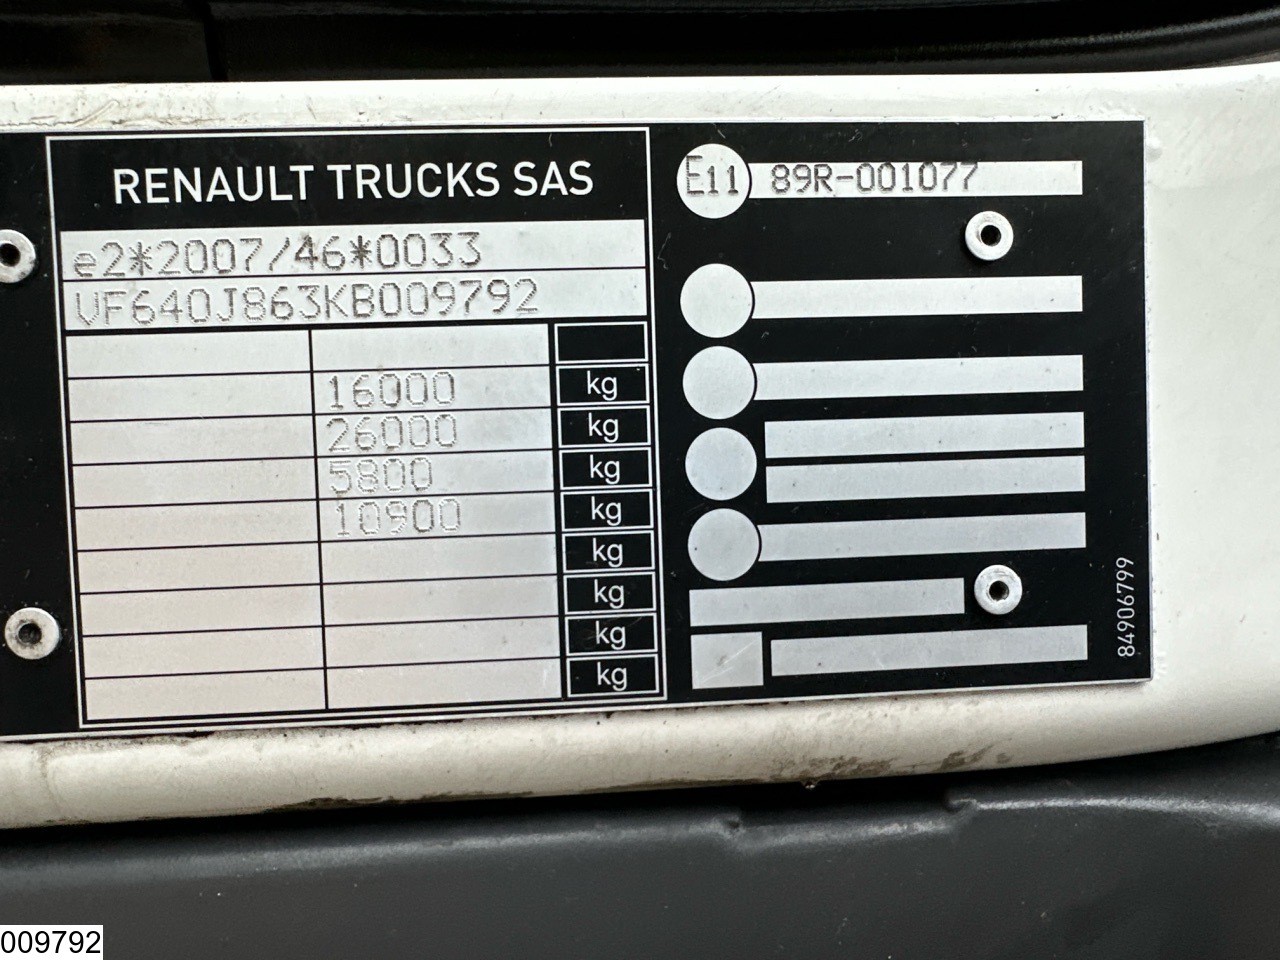 RENAULT TRUCKS SAS
e2*2007/46*0033
VF640J863KB009792
16000 kg
26000 kg
5800 kg
10900 kg
kg
kg
kg
kg
E11 89R-001077
84906799
009792